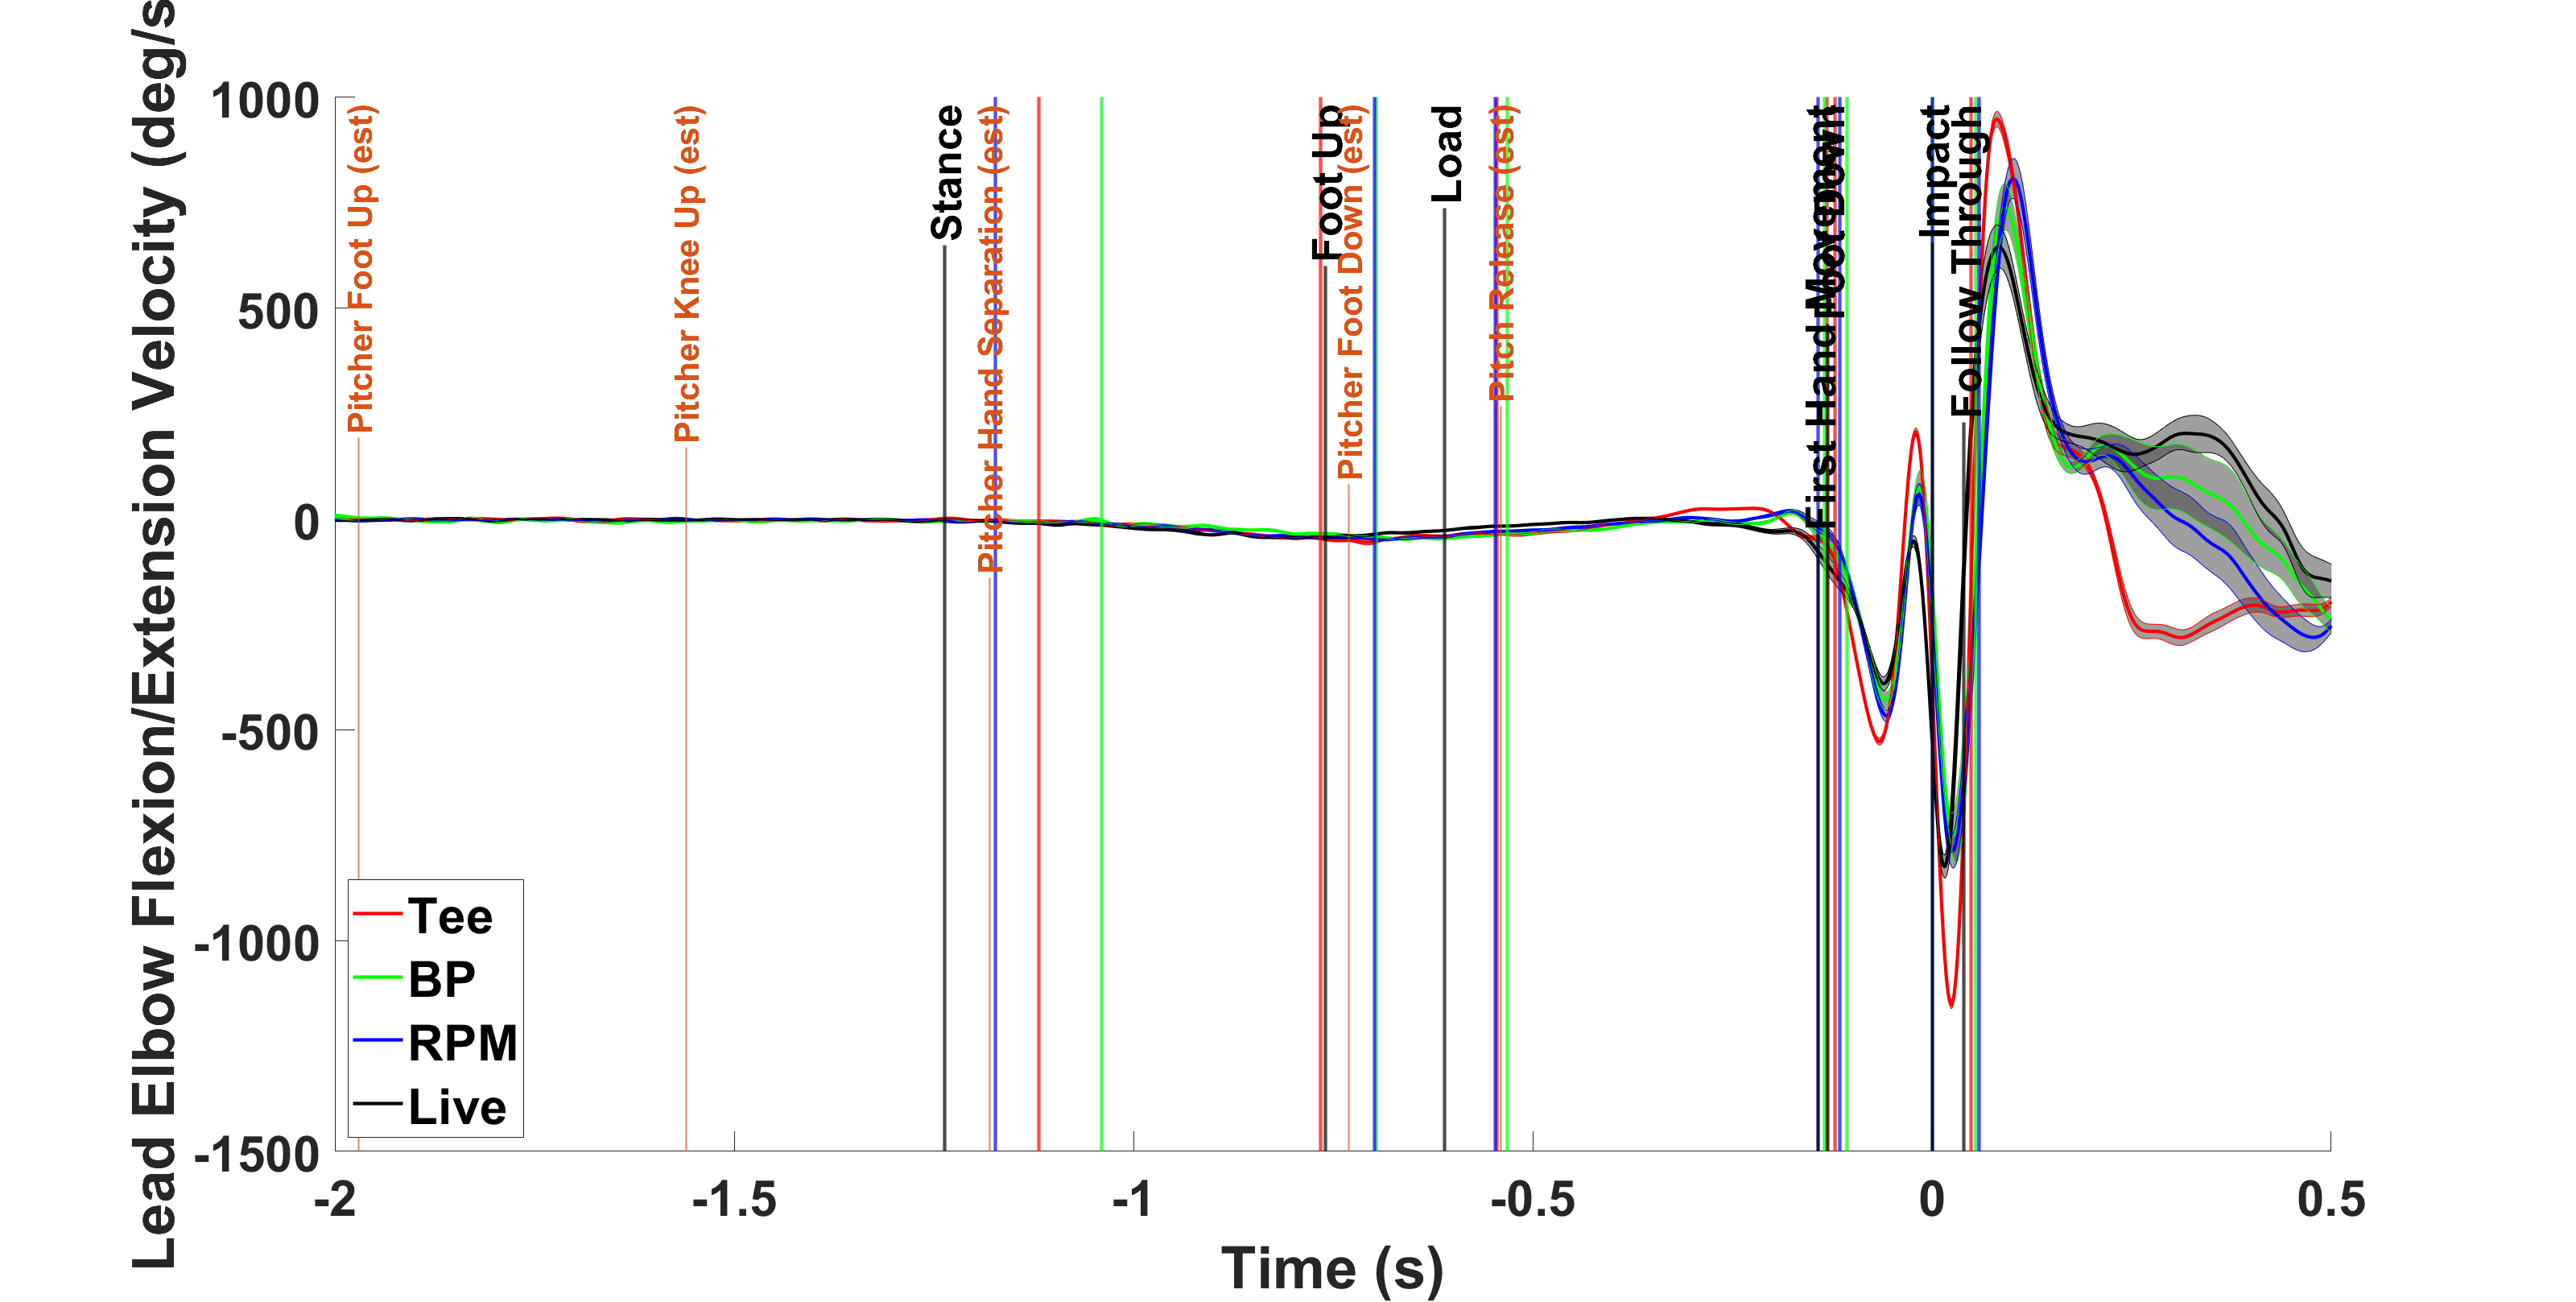 Lead Elbow Flexion/Extension Velocity (deg/s
1000
500
0
-500
-1000
-1500
Pitcher Foot Up (est)
Pitcher Knee Up (est)
Stance
Pitcher Hand Separation (est)
Foot Up
Pitcher Foot Down (est)
Load
Pitch Release (est)
First Hand Movement
Foot Down
Impact
Follow Through
Tee
BP
RPM
Live
-2
-1.5
-1
-0.5
0
0.5
Time (s)